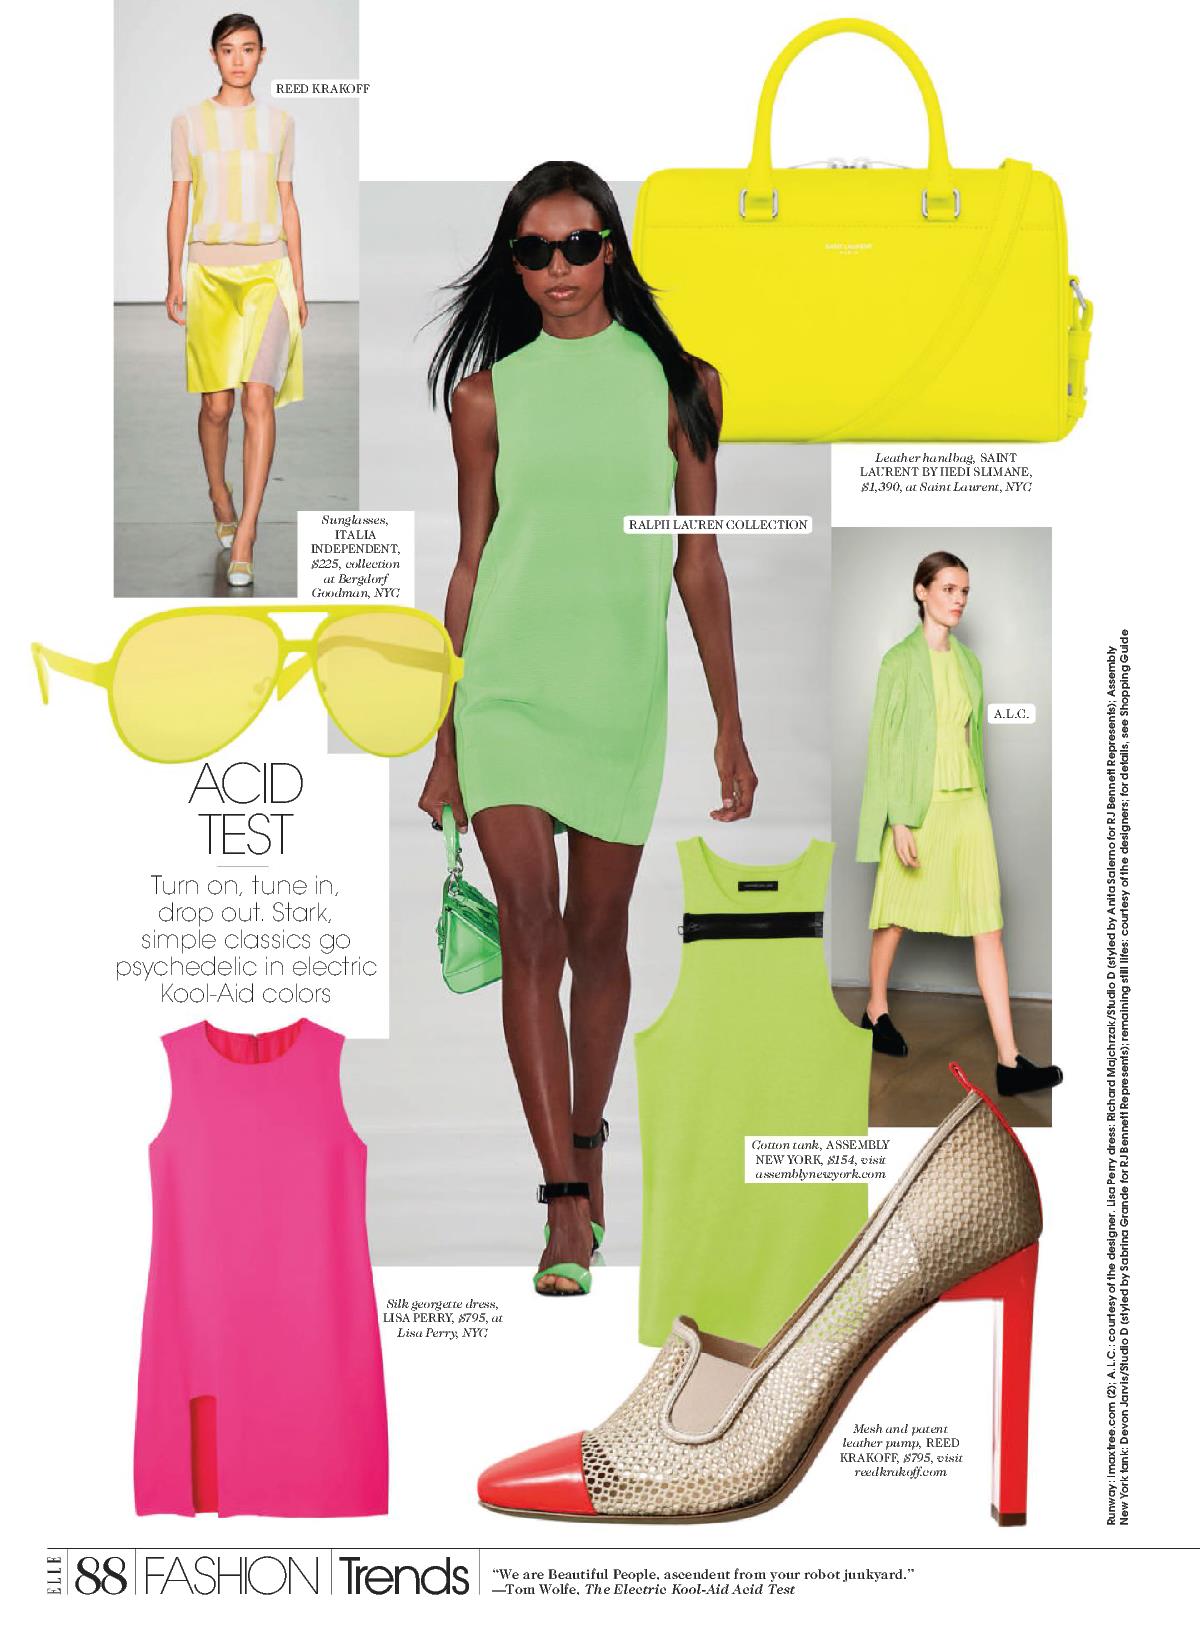 REED KRAKOFF
SAINT LAURENT
PARIS
Leather handbag, SAINT
LAURENT BY HEDI SLIMANE,
$1,390, at Saint Laurent, NYC
Sunglasses,
ITALIA
INDEPENDENT,
$225, collection
at Bergdorf
Goodman, NYC
RALPH LAUREN COLLECTION
A.L.C.
ACID
TEST
Turn on, tune in,
drop out. Stark,
simple classics go
psychedelic in electric
Kool-Aid colors
Cotton tank, ASSEMBLY
NEW YORK, $154, visit
assemblynewyork.com
Silk georgette dress,
LISA PERRY, $795, at
Lisa Perry, NYC
Mesh and patent
leather pump, REED
KRAKOFF, $795, visit
reedkrakoff.com
Runway: Imaxtree.com (2); A.L.C.: courtesy of the designer. Lisa Perry dress: Richard Majchrzak/Studio D (styled by Anita Salerno for RJ Bennett Represents); Assembly
New York tank: Devon Jarvis/Studio D (styled by Sabrina Grande for RJ Bennett Represents); remaining still lifes: courtesy of the designers; for details, see Shopping Guide
ELLE 88 FASHION Trends
“We are Beautiful People, ascendent from your robot junkyard.”
—Tom Wolfe, The Electric Kool-Aid Acid Test